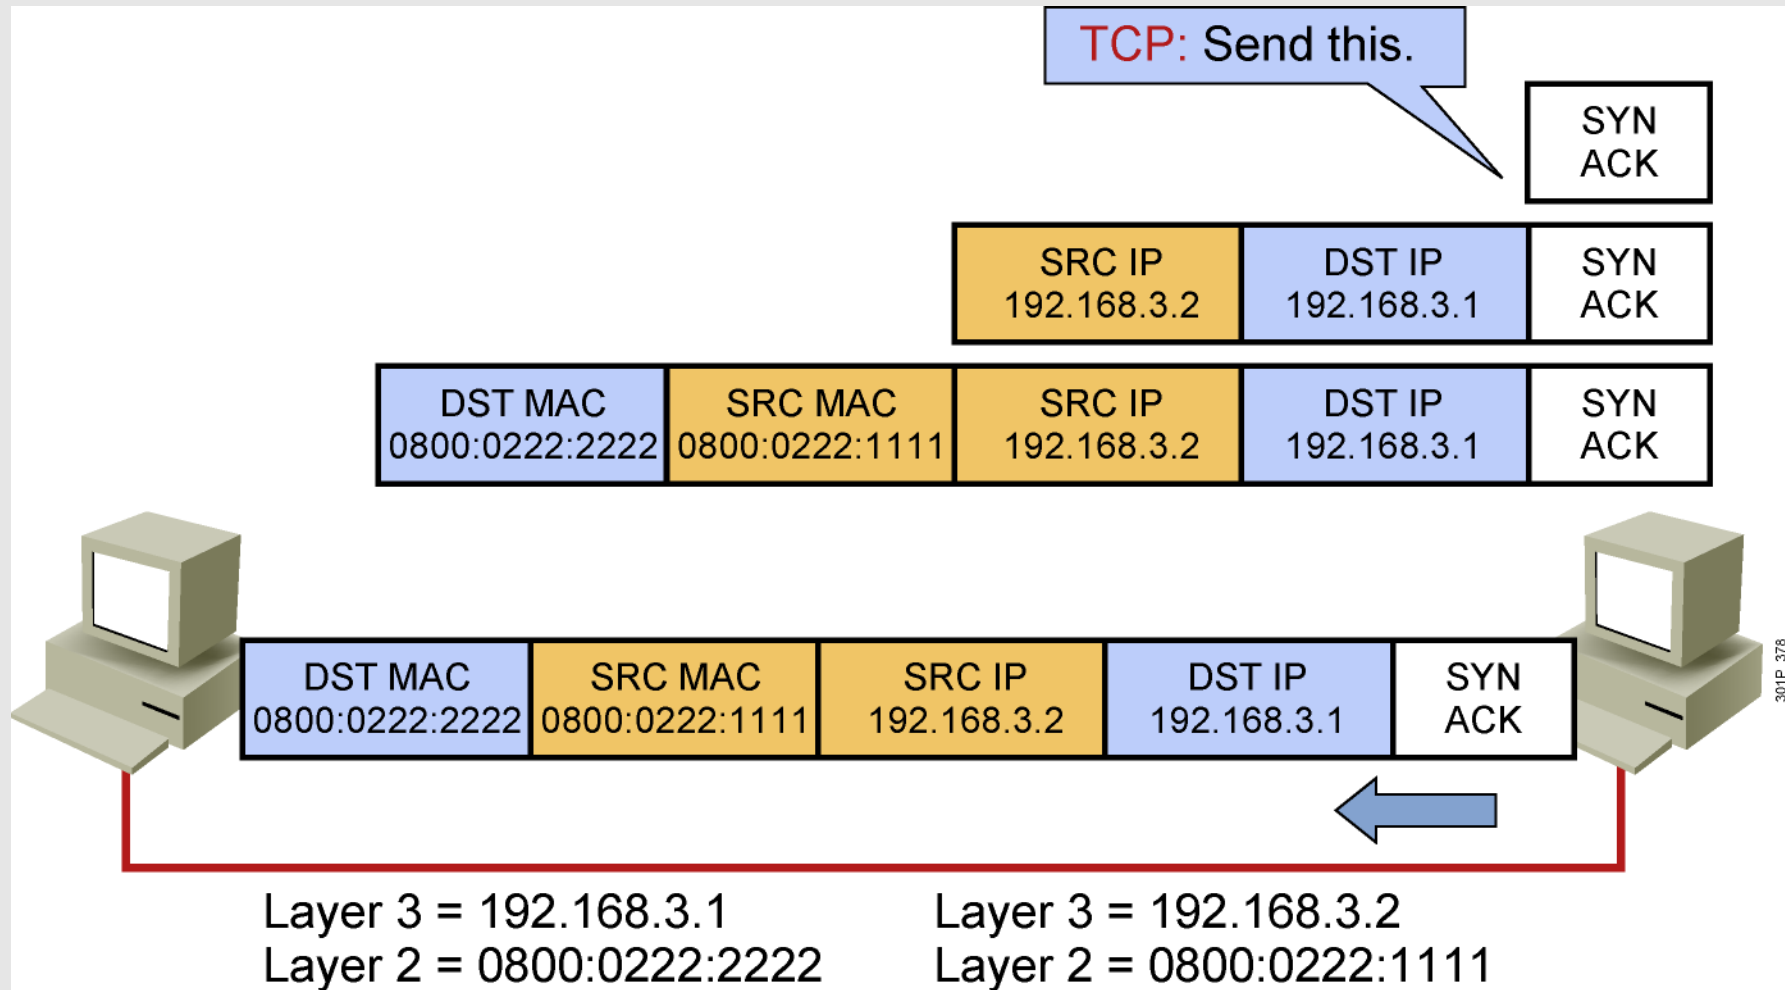 TCP: Send this.
SYN
ACK
SRC IP
192.168.3.2
DST IP
192.168.3.1
SYN
ACK
DST MAC
0800:0222:2222
SRC MAC
0800:0222:1111
SRC IP
192.168.3.2
DST IP
192.168.3.1
SYN
ACK
DST MAC
0800:0222:2222
SRC MAC
0800:0222:1111
SRC IP
192.168.3.2
DST IP
192.168.3.1
SYN
ACK
301P_378
Layer 3 = 192.168.3.1
Layer 2 = 0800:0222:2222
Layer 3 = 192.168.3.2
Layer 2 = 0800:0222:1111